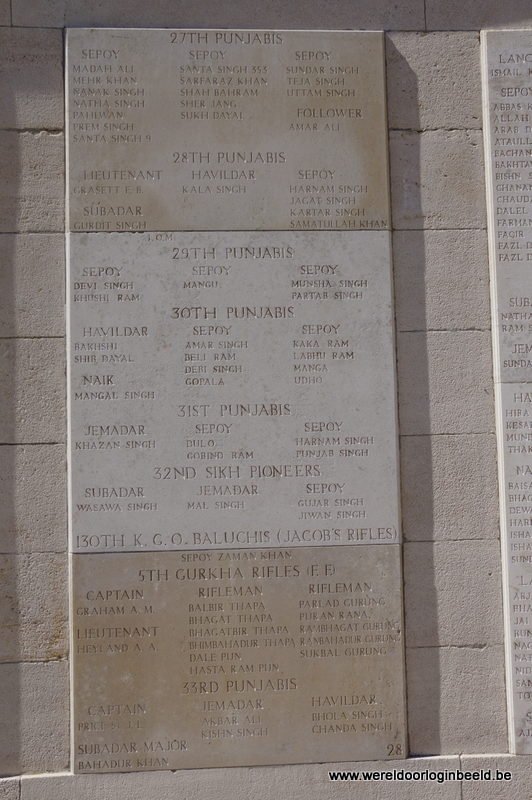 27TH PUNJABIS
SEPOY SEPOY SEPOY
MADAH ALI SANTA SINGH 353 SUNDAR SINGH
MEHR KHAN SARFARAZ KHAN TEJA SINGH
NANAK SINGH SHAH BAHRAM UTTAM SINGH
NATHA SINGH SHER JANG FOLLOWER
PAHLWAN SUKH DAYAL AMAR ALI
PREM SINGH
SANTA SINGH 9
28TH PUNJABIS
LIEUTENANT HAVILDAR SEPOY
GRASETT E. B. KALA SINGH HARNAM SINGH
JAGAT SINGH
SUBADAR KARTAR SINGH
GURDIT SINGH SAMATULLAH KHAN
I.O.M.
29TH PUNJABIS
SEPOY SEPOY SEPOY
DEVI SINGH MANGU MUNSHA SINGH
KHUSHI RAM PARTAB SINGH
30TH PUNJABIS
HAVILDAR SEPOY SEPOY
BAKHSHI AMAR SINGH KAKA RAM
SHIB DAYAL BELI RAM LABHU RAM
NAIK DEBI SINGH MANGA
MANGAL SINGH GOPALA UDHO
31ST PUNJABIS
JEMADAR SEPOY SEPOY
KHAZAN SINGH BULO HARNAM SINGH
GOBIND RAM PUNJAB SINGH
32ND SIKH PIONEERS
SUBADAR JEMADAR SEPOY
WASAWA SINGH MAL SINGH GUJAR SINGH
JIWAN SINGH
130TH K. G. O. BALUCHIS (JACOB'S RIFLES)
SEPOY ZAMAN KHAN
5TH GURKHA RIFLES (F. F.)
CAPTAIN RIFLEMAN RIFLEMAN
GRAHAM A. M. BALBIR THAPA PARLAD GURUNG
BHAGAT THAPA PURAN RANA
LIEUTENANT BHAGATBIR THAPA RAMBHAGAT GURUNG
HEYLAND A. A. BHIMBAHADUR THAPA RAMBAHADUR GURUNG
DALE PUN SUKBAL GURUNG
HASTA RAM PUN
33RD PUNJABIS
CAPTAIN JEMADAR HAVILDAR
PRICE J. L. AKBAR ALI BHOLA SINGH
KISHN SINGH CHANDA SINGH
SUBADAR MAJOR
BAHADUR KHAN
28
SEPOY
ALLAH
www.wereldoorloginbeeld.be